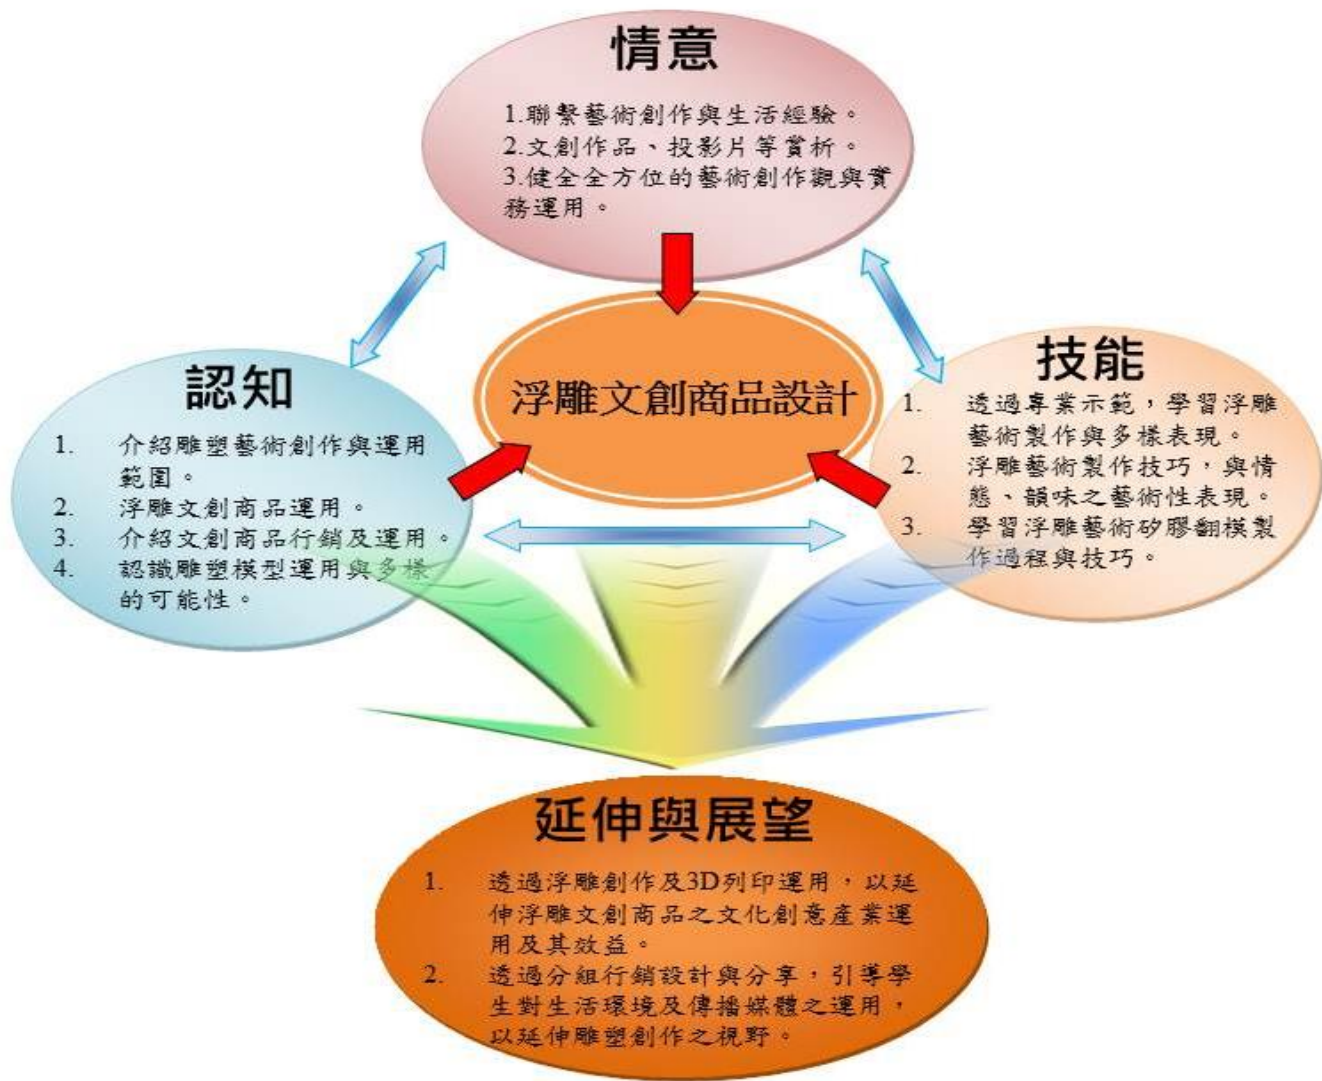 情意
1.聯繫藝術創作與生活經驗。
2.文創作品、投影片等賞析。
3.健全全方位的藝術創作觀與實
務運用。
浮雕文創商品設計
認知
1. 介紹雕塑藝術創作與運用
範圍。
2. 浮雕文創商品運用。
3. 介紹文創商品行銷及運用。
4. 認識雕塑模型運用與多樣
的可能性。
技能
1. 透過專業示範，學習浮雕
藝術製作與多樣表現。
2. 浮雕藝術製作技巧，與情
態、韻味之藝術性表現。
3. 學習浮雕藝術矽膠翻模製
作過程與技巧。
延伸與展望
1. 透過浮雕創作及3D列印運用，以延
伸浮雕文創商品之文化創意產業運
用及其效益。
2. 透過分組行銷設計與分享，引導學
生對生活環境及傳播媒體之運用，
以延伸雕塑創作之視野。